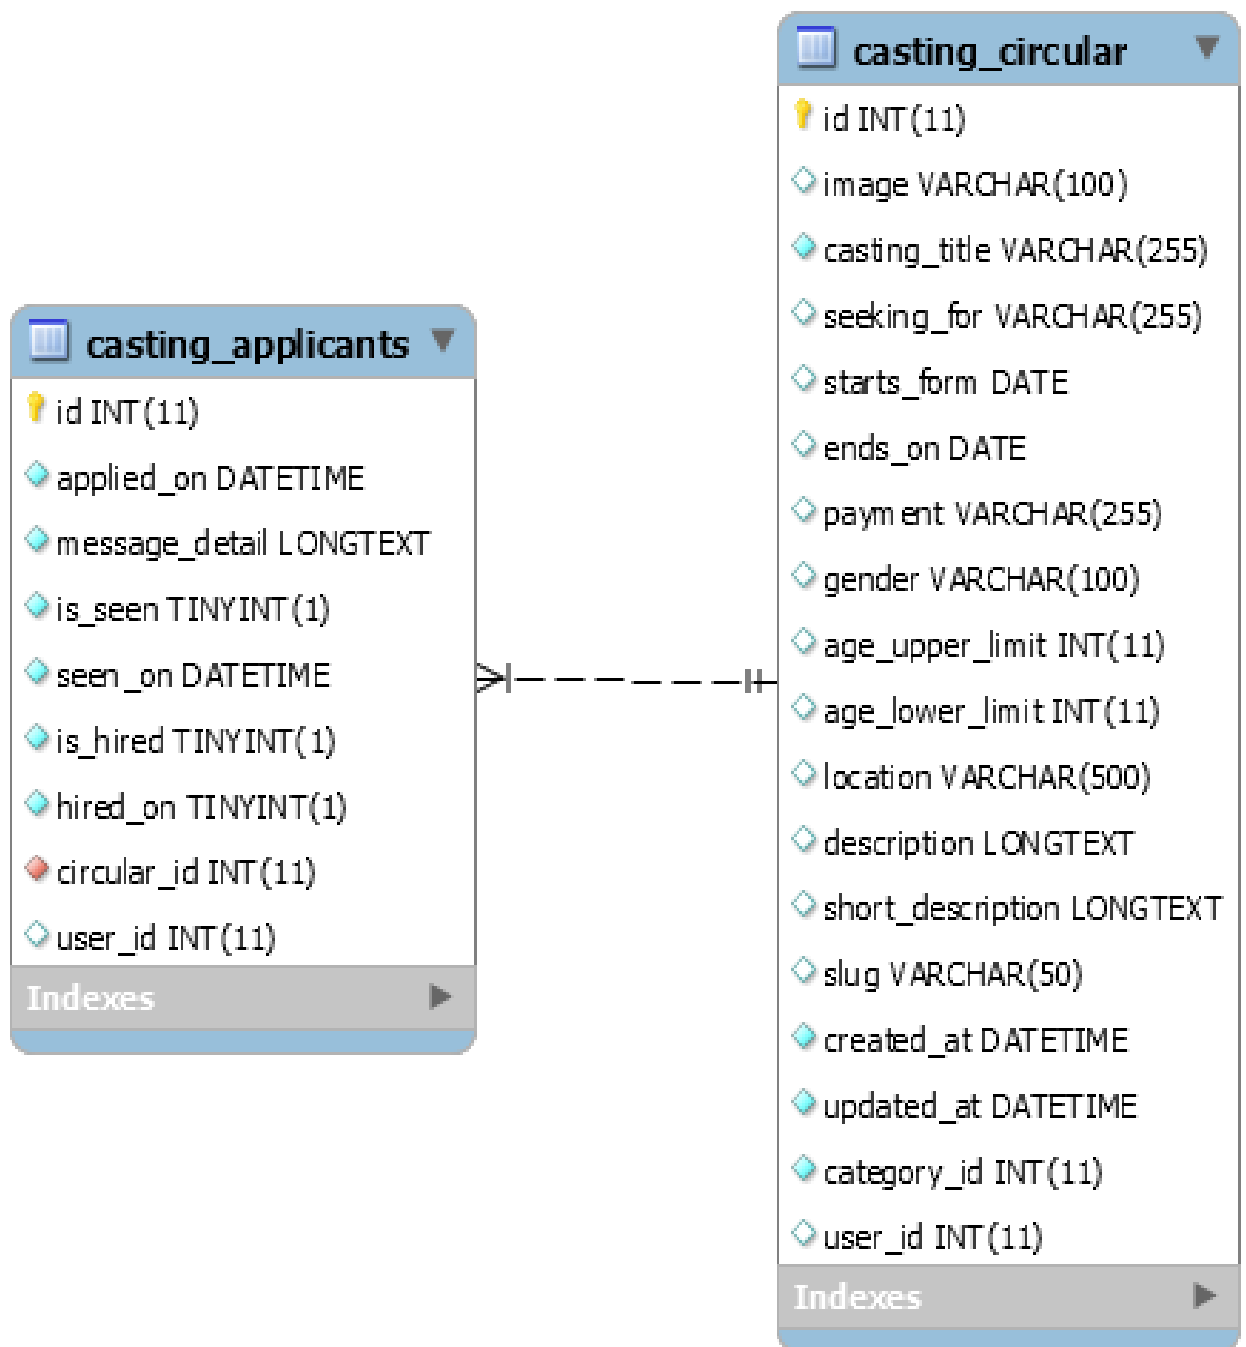 casting_circular
id INT(11)
image VARCHAR(100)
casting_title VARCHAR(255)
seeking_for VARCHAR(255)
starts_form DATE
ends_on DATE
payment VARCHAR(255)
gender VARCHAR(100)
age_upper_limit INT(11)
age_lower_limit INT(11)
location VARCHAR(500)
description LONGTEXT
short_description LONGTEXT
slug VARCHAR(50)
created_at DATETIME
updated_at DATETIME
category_id INT(11)
user_id INT(11)
Indexes
casting_applicants
id INT(11)
applied_on DATETIME
message_detail LONGTEXT
is_seen TINYINT(1)
seen_on DATETIME
is_hired TINYINT(1)
hired_on TINYINT(1)
circular_id INT(11)
user_id INT(11)
Indexes